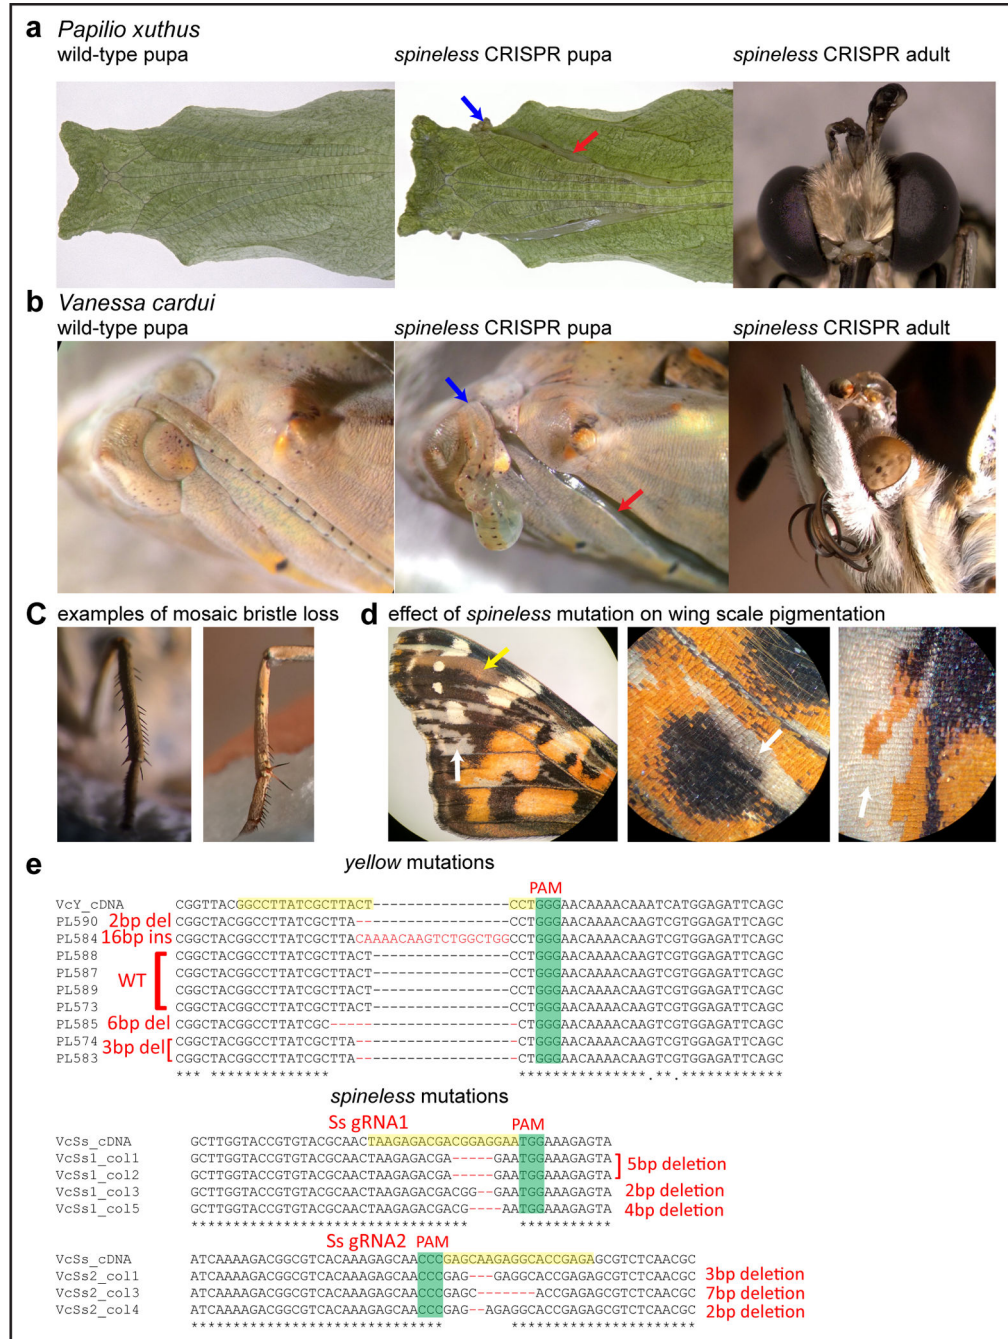 a Papilio xuthus
wild-type pupa spineless CRISPR pupa spineless CRISPR adult
b Vanessa cardui
wild-type pupa spineless CRISPR pupa spineless CRISPR adult
c examples of mosaic bristle loss d effect of spineless mutation on wing scale pigmentation
e yellow mutations
PAM
VcY_cDNA CGGTTACGGCCTTATCGCTTACT----------------CCTGGGAACAAAACAAATCATGGAGATTCAGC
PL590 2bp del CGGCTACGGCCTTATCGCTTA------------------CCTGGGAACAAAACAAGTCGTGGAGATTCAGC
PL584 16bp ins CGGCTACGGCCTTATCGCTTACAAAACAAGTCTGGCTGGCCTGGGAACAAAACAAGTCGTGGAGATTCAGC
PL588 CGGCTACGGCCTTATCGCTTACT----------------CCTGGGAACAAAACAAGTCGTGGAGATTCAGC
PL587 CGGCTACGGCCTTATCGCTTACT----------------CCTGGGAACAAAACAAGTCGTGGAGATTCAGC
WT
PL589 CGGCTACGGCCTTATCGCTTACT----------------CCTGGGAACAAAACAAGTCGTGGAGATTCAGC
PL573 CGGCTACGGCCTTATCGCTTACT----------------CCTGGGAACAAAACAAGTCGTGGAGATTCAGC
PL585 6bp del CGGCTACGGCCTTATCGC----------------------CTGGGAACAAAACAAGTCGTGGAGATTCAGC
PL574 CGGCTACGGCCTTATCGCTTA-------------------CTGGGAACAAAACAAGTCGTGGAGATTCAGC
3bp del[
PL583 CGGCTACGGCCTTATCGCTTA-------------------CTGGGAACAAAACAAGTCGTGGAGATTCAGC
*** **************                      ***************.**.************
spineless mutations
Ss gRNA1 PAM
VcSs_cDNA GCTTGGTACCGTGTACGCAACTAAGAGACGACGGAGGAATGGAAAGAGTA
VcSs1_col1 GCTTGGTACCGTGTACGCAACTAAGAGACGA-----GAATGGAAAGAGTA
5bp deletion
VcSs1_col2 GCTTGGTACCGTGTACGCAACTAAGAGACGA-----GAATGGAAAGAGTA
VcSs1_col3 GCTTGGTACCGTGTACGCAACTAAGAGACGACGG--GAATGGAAAGAGTA 2bp deletion
VcSs1_col5 GCTTGGTACCGTGTACGCAACTAAGAGACGACG----AATGGAAAGAGTA 4bp deletion
*******************************      ***********
Ss gRNA2 PAM
VcSs_cDNA ATCAAAAGACGGCGTCACAAAGAGCAACCCGAGCAAGAGGCACCGAGAGCGTCTCAACGC
VcSs2_col1 ATCAAAAGACGGCGTCACAAAGAGCAACCCGAG---GAGGCACCGAGAGCGTCTCAACGC 3bp deletion
VcSs2_col3 ATCAAAAGACGGCGTCACAAAGAGCAACCCGAGC-------ACCGAGAGCGTCTCAACGC 7bp deletion
VcSs2_col4 ATCAAAAGACGGCGTCACAAAGAGCAACCCGAG--AGAGGCACCGAGAGCGTCTCAACGC 2bp deletion
******************************        **********************